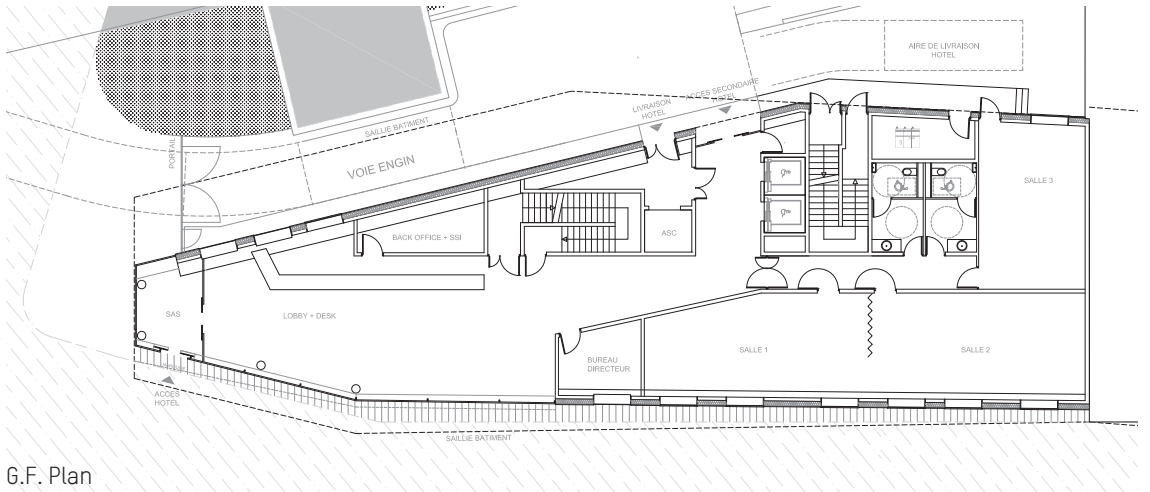 AIRE DE LIVRAISON
HOTEL
ACCES SECONDAIRE
HOTEL
LIVRAISON
HOTEL
SAILLIE BATIMENT
PORTAIL
VOIE ENGIN
SALLE 3
BACK OFFICE + SSI
ASC
SAS
LOBBY + DESK
SALLE 1
SALLE 2
BUREAU
DIRECTEUR
ACCES
HOTEL
SAILLIE BATIMENT
G.F. Plan